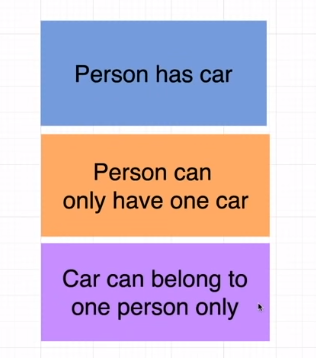 Person has car
Person can
only have one car
Car can belong to
one person only